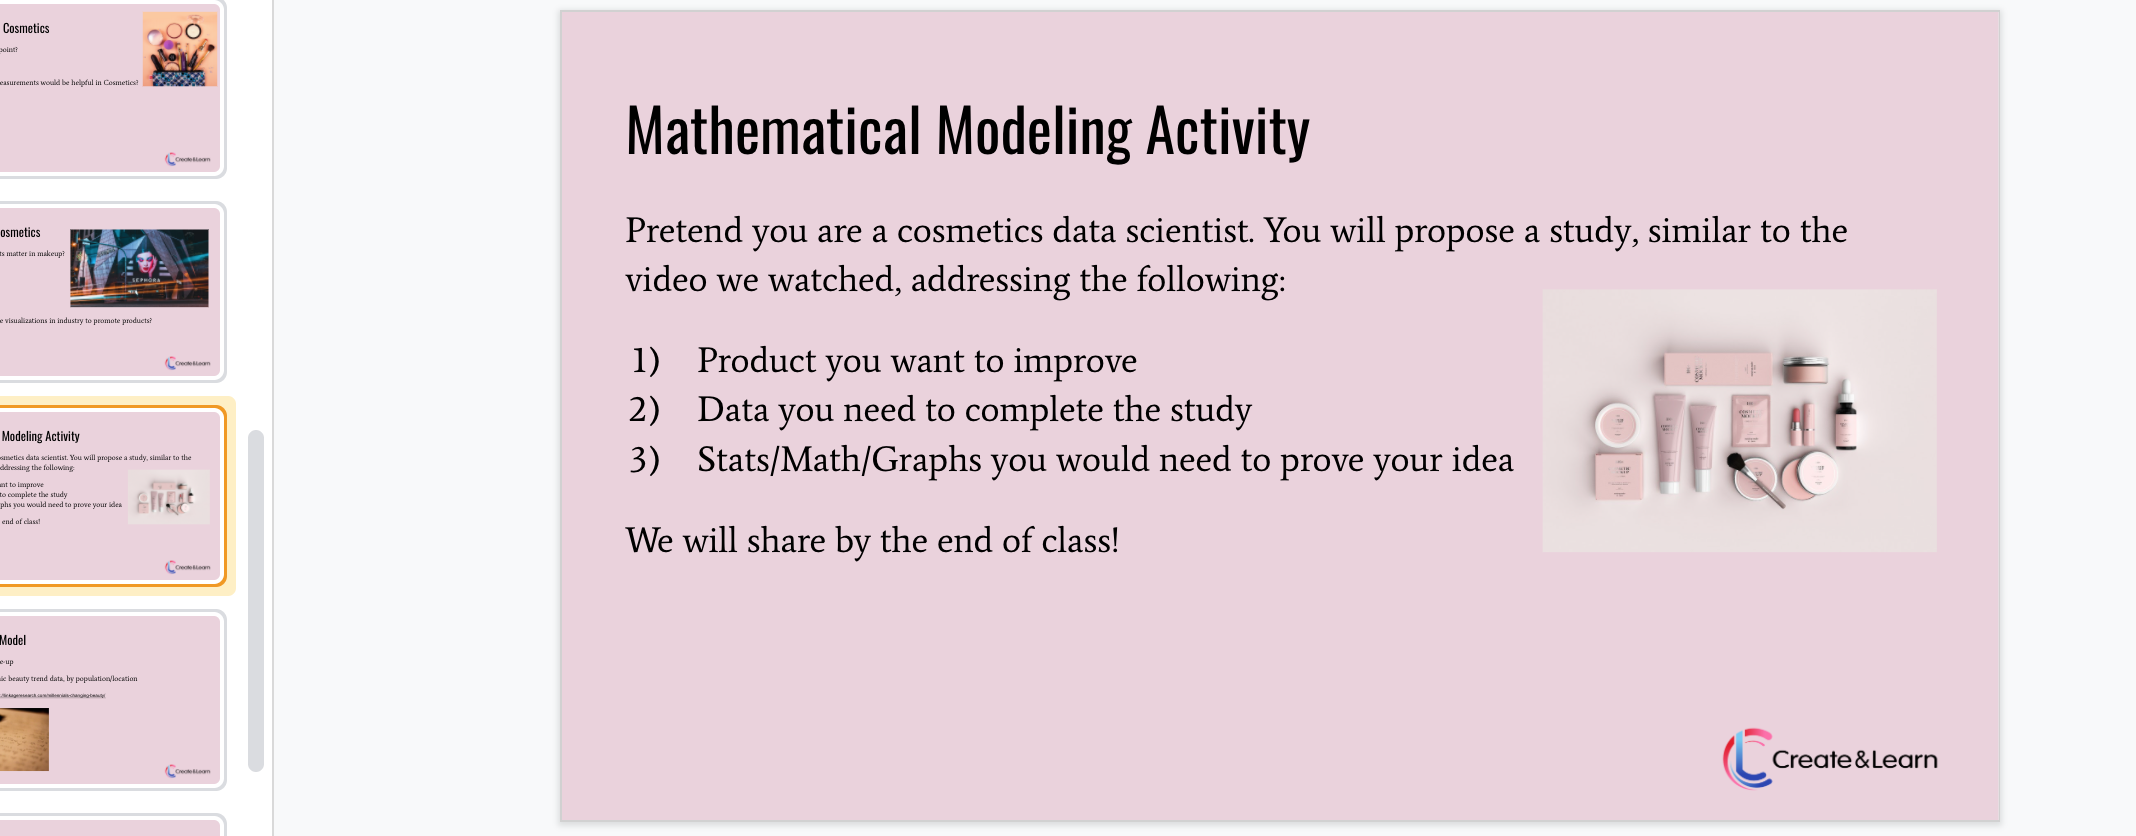 Cosmetics
point?
easurements would be helpful in Cosmetics?
Create&Learn
osmetics
ts matter in makeup?
SEPHORA
e visualizations in industry to promote products?
Create&Learn
Modeling Activity
osmetics data scientist. You will propose a study, similar to the
ddressing the following:
nt to improve
to complete the study
phs you would need to prove your idea
end of class!
Create&Learn
Model
e-up
ic beauty trend data, by population/location
://linkageresearch.com/millennials-changing-beauty/
Create&Learn
Mathematical Modeling Activity
Pretend you are a cosmetics data scientist. You will propose a study, similar to the
video we watched, addressing the following:
1) Product you want to improve
2) Data you need to complete the study
3) Stats/Math/Graphs you would need to prove your idea
We will share by the end of class!
Create&Learn